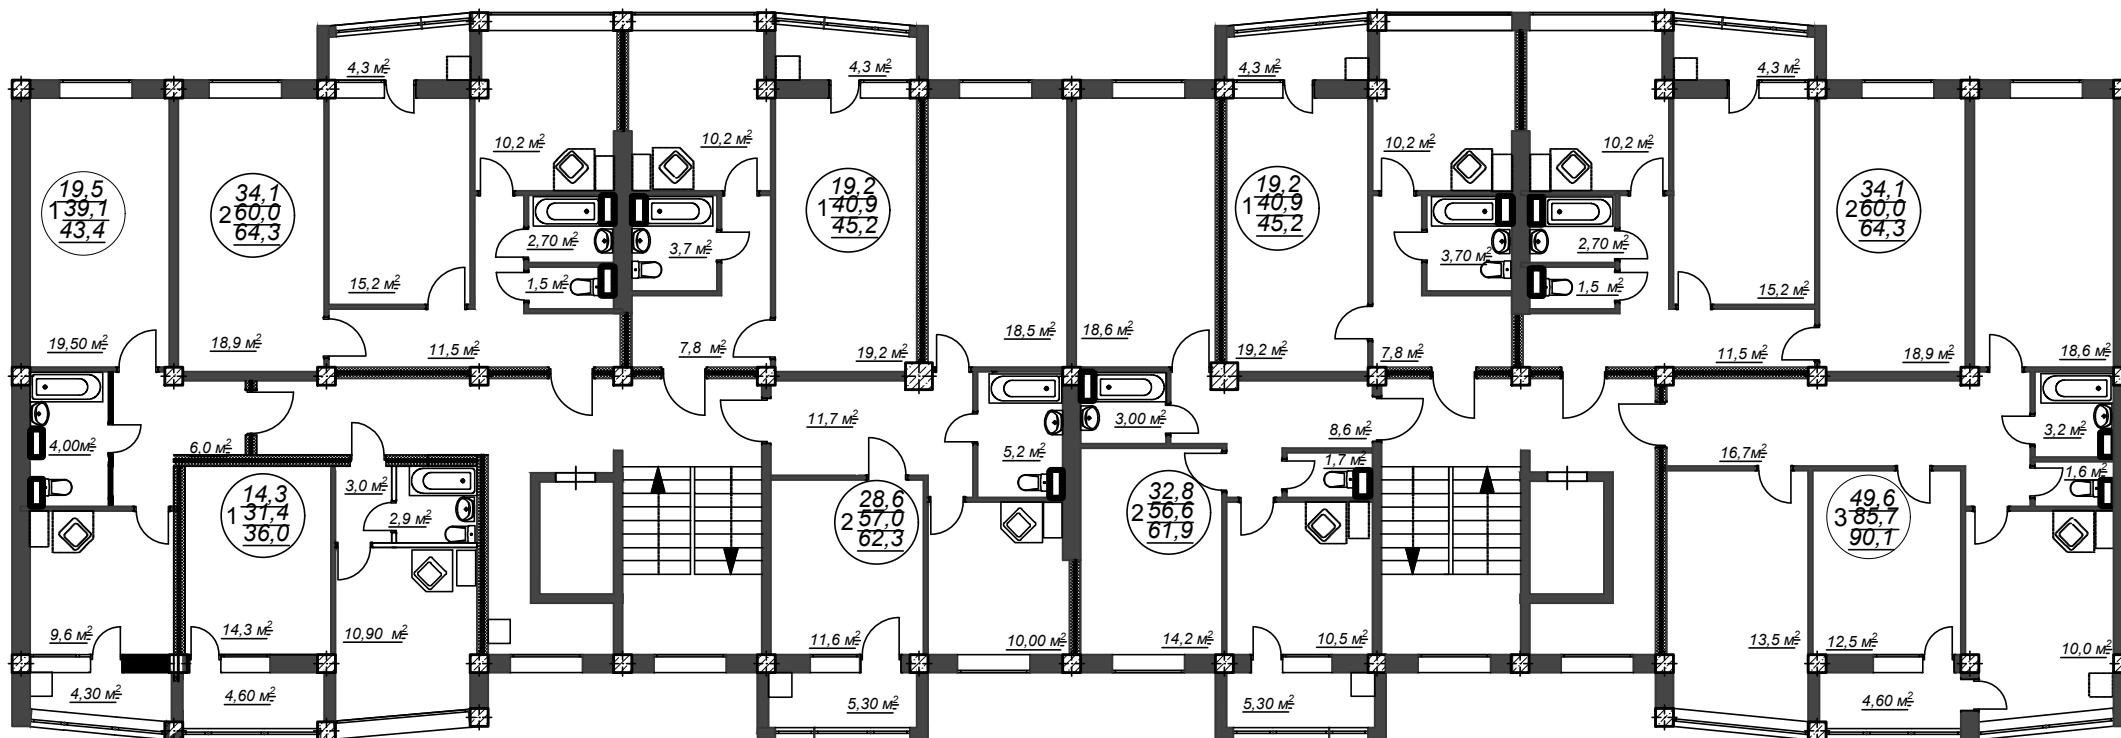 4,3 м²
4,3 м²
4,3 м²
4,3 м²
10,2 м²
10,2 м²
10,2 м²
10,2 м²
19,5
1 39,1
43,4
34,1
2 60,0
64,3
19,2
1 40,9
45,2
19,2
1 40,9
45,2
34,1
2 60,0
64,3
2,70 м²
3,7 м²
3,70 м²
2,70 м²
15,2 м²
1,5 м²
1,5 м²
15,2 м²
19,50 м²
18,9 м²
11,5 м²
7,8 м²
19,2 м²
18,5 м²
18,6 м²
19,2 м²
7,8 м²
11,5 м²
18,9 м²
18,6 м²
4,00м²
6,0 м²
11,7 м²
5,2 м²
3,00 м²
8,6 м²
1,7 м²
16,7м²
3,2 м²
1,6 м²
14,3
1 31,4
36,0
3,0 м²
2,9 м²
28,6
2 57,0
62,3
32,8
2 56,6
61,9
49,6
3 85,7
90,1
9,6 м²
14,3 м²
10,90 м²
11,6 м²
10,00 м²
14,2 м²
10,5 м²
13,5 м²
12,5 м²
10,0 м²
4,30 м²
4,60 м²
5,30 м²
5,30 м²
4,60 м²